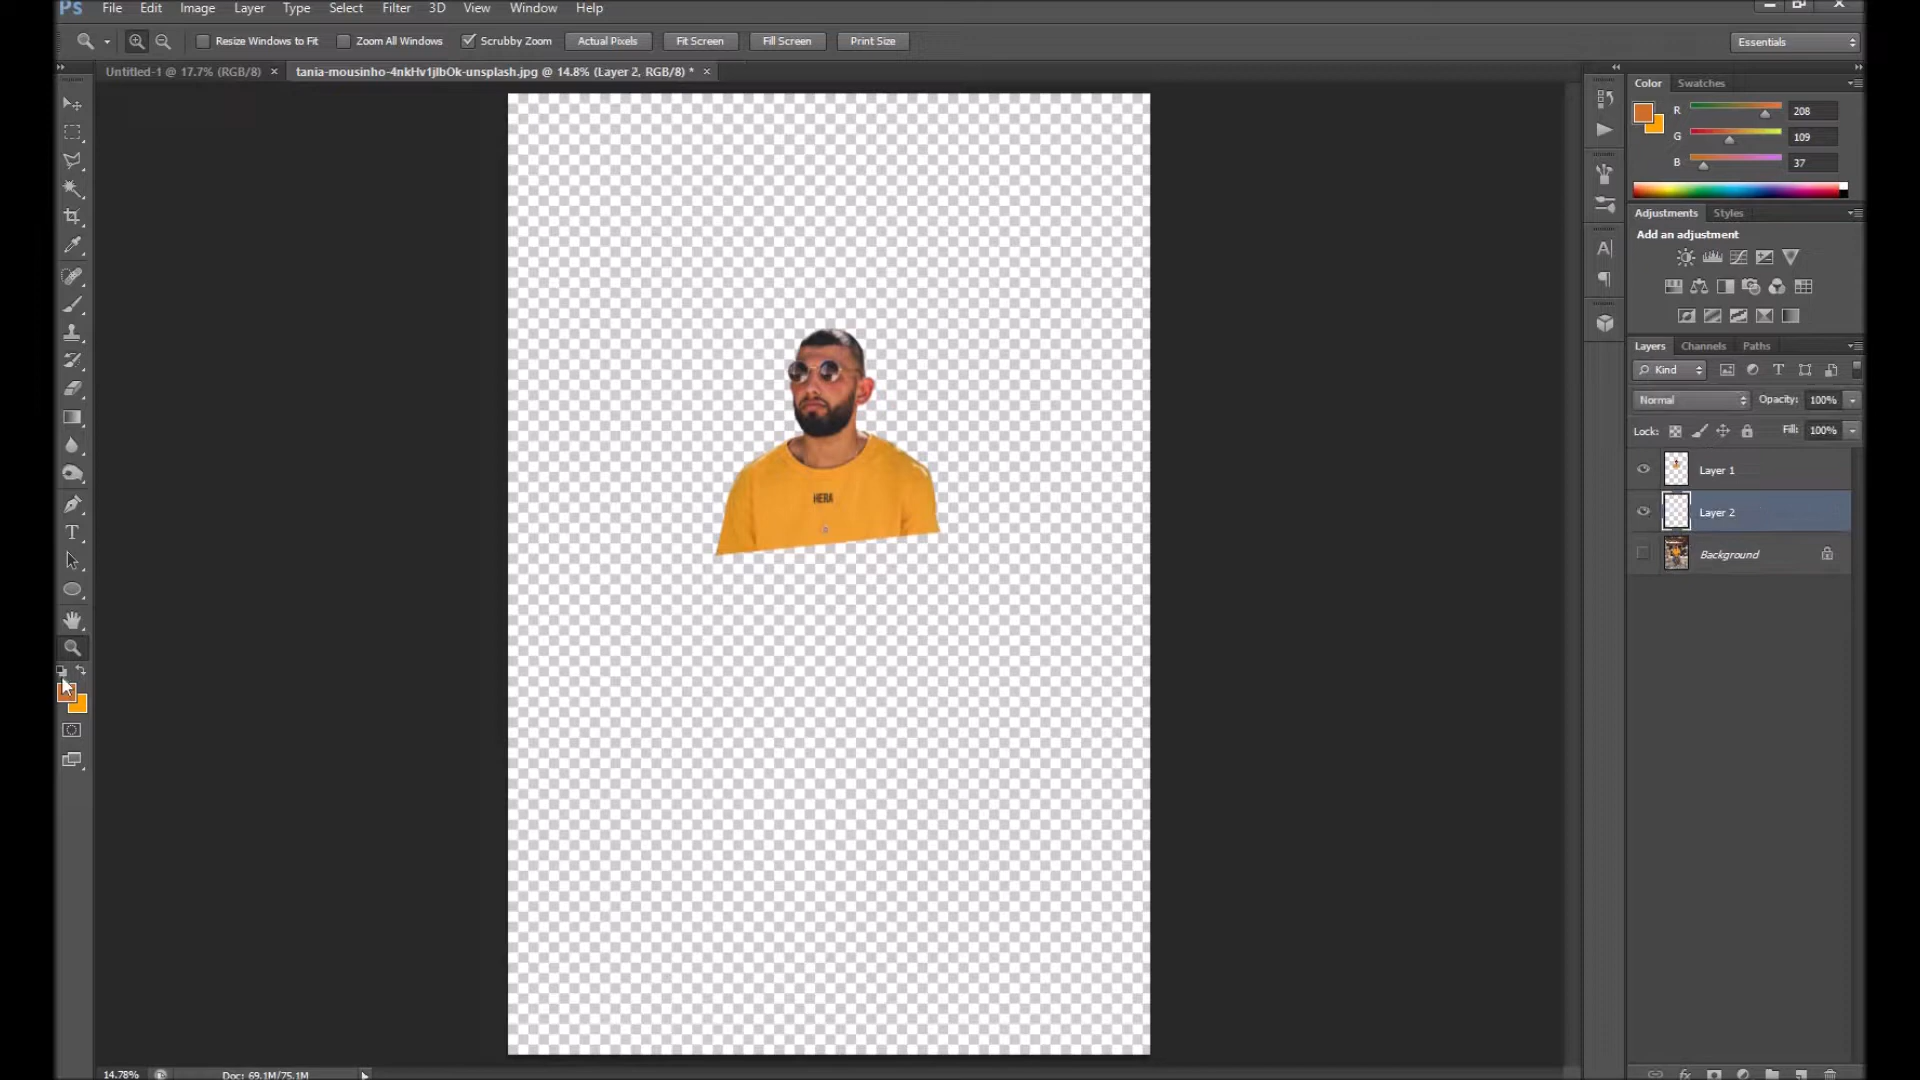 Ps File Edit Image Layer Type Select Filter 3D View Window Help
Resize Windows to Fit Zoom All Windows Scrubby Zoom Actual Pixels Fit Screen Fill Screen Print Size Essentials
Untitled-1 @ 17.7% (RGB/8) × tania-mousinho-4nkHv1jlbOk-unsplash.jpg @ 14.8% (Layer 2, RGB/8) * ×
Color Swatches
R 208
G 109
B 37
Adjustments Styles
Add an adjustment
Layers Channels Paths
Kind
Normal Opacity: 100%
Lock: Fill: 100%
Layer 1
Layer 2
Background
HERA
T
14.78% Doc: 69.1M/75.1M